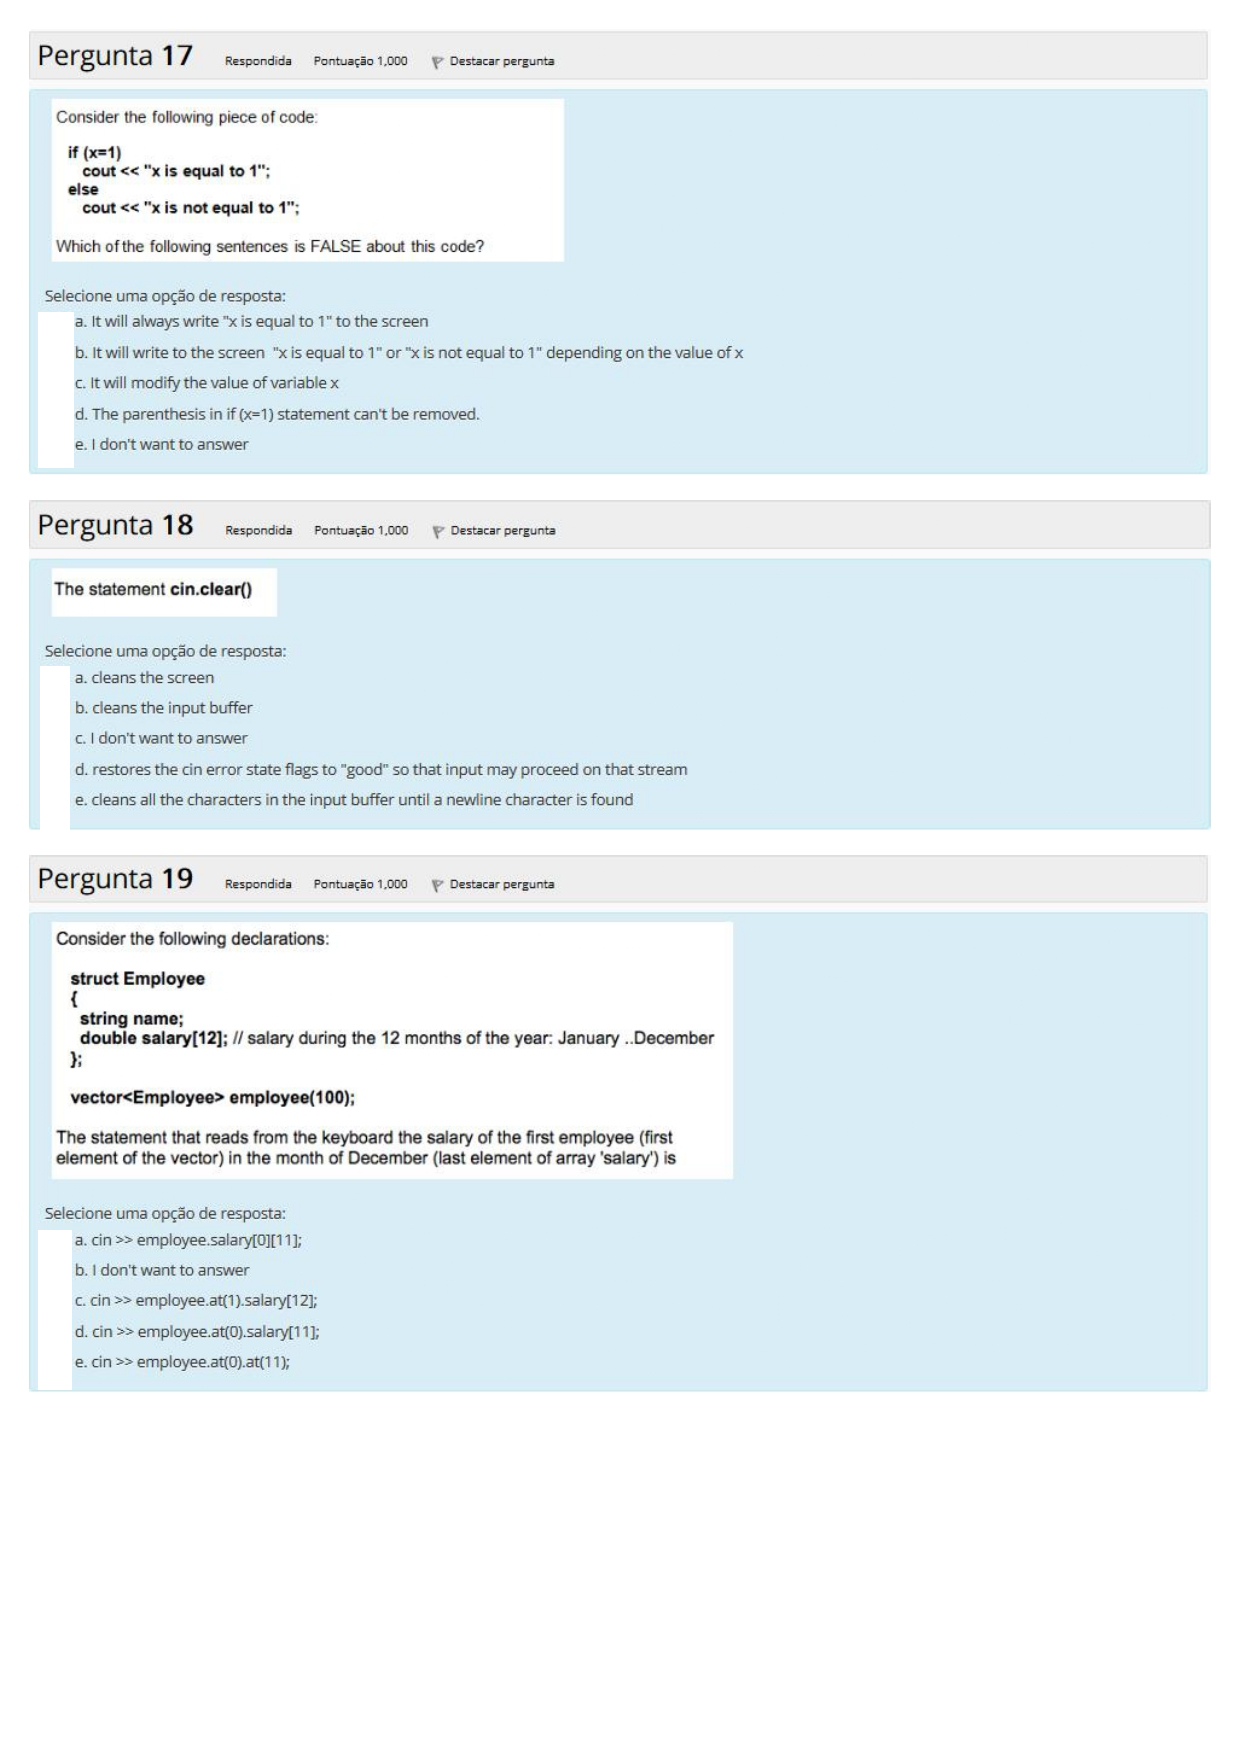 Pergunta 17 Respondida Pontuação 1,000 Destacar pergunta
Consider the following piece of code:
if (x=1)
cout << "x is equal to 1";
else
cout << "x is not equal to 1";
Which of the following sentences is FALSE about this code?
Selecione uma opção de resposta:
a. It will always write "x is equal to 1" to the screen
b. It will write to the screen "x is equal to 1" or "x is not equal to 1" depending on the value of x
c. It will modify the value of variable x
d. The parenthesis in if (x=1) statement can't be removed.
e. I don't want to answer
Pergunta 18 Respondida Pontuação 1,000 Destacar pergunta
The statement cin.clear()
Selecione uma opção de resposta:
a. cleans the screen
b. cleans the input buffer
c. I don't want to answer
d. restores the cin error state flags to "good" so that input may proceed on that stream
e. cleans all the characters in the input buffer until a newline character is found
Pergunta 19 Respondida Pontuação 1,000 Destacar pergunta
Consider the following declarations:
struct Employee
{
string name;
double salary[12]; // salary during the 12 months of the year: January ..December
};
vector<Employee> employee(100);
The statement that reads from the keyboard the salary of the first employee (first
element of the vector) in the month of December (last element of array 'salary') is
Selecione uma opção de resposta:
a. cin >> employee.salary[0][11];
b. I don't want to answer
c. cin >> employee.at(1).salary[12];
d. cin >> employee.at(0).salary[11];
e. cin >> employee.at(0).at(11);